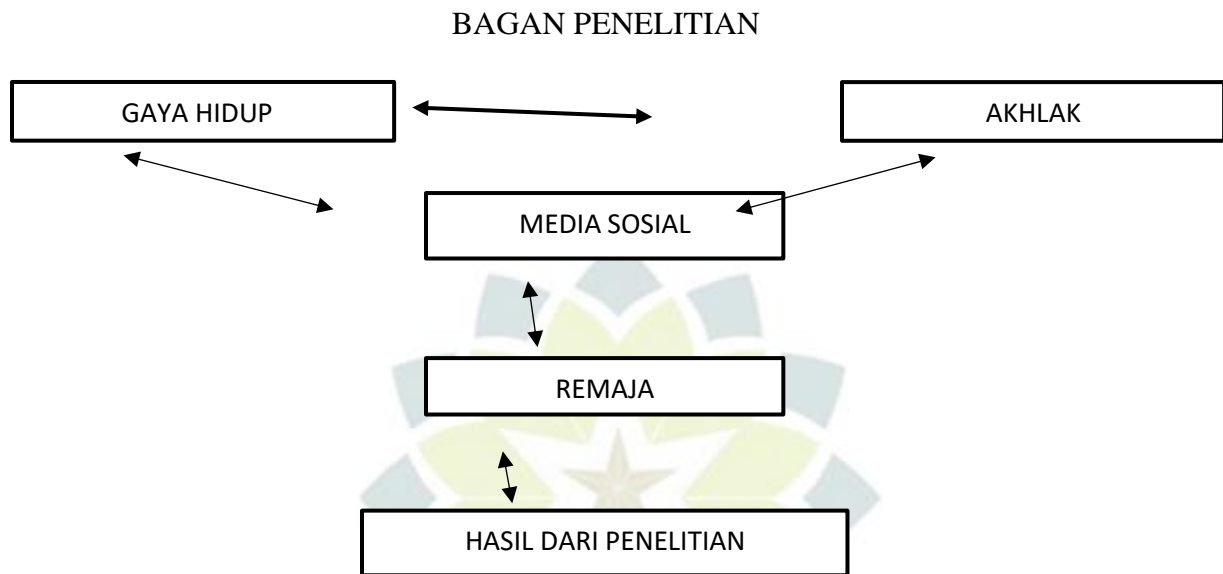 BAGAN PENELITIAN
GAYA HIDUP
AKHLAK
MEDIA SOSIAL
REMAJA
HASIL DARI PENELITIAN